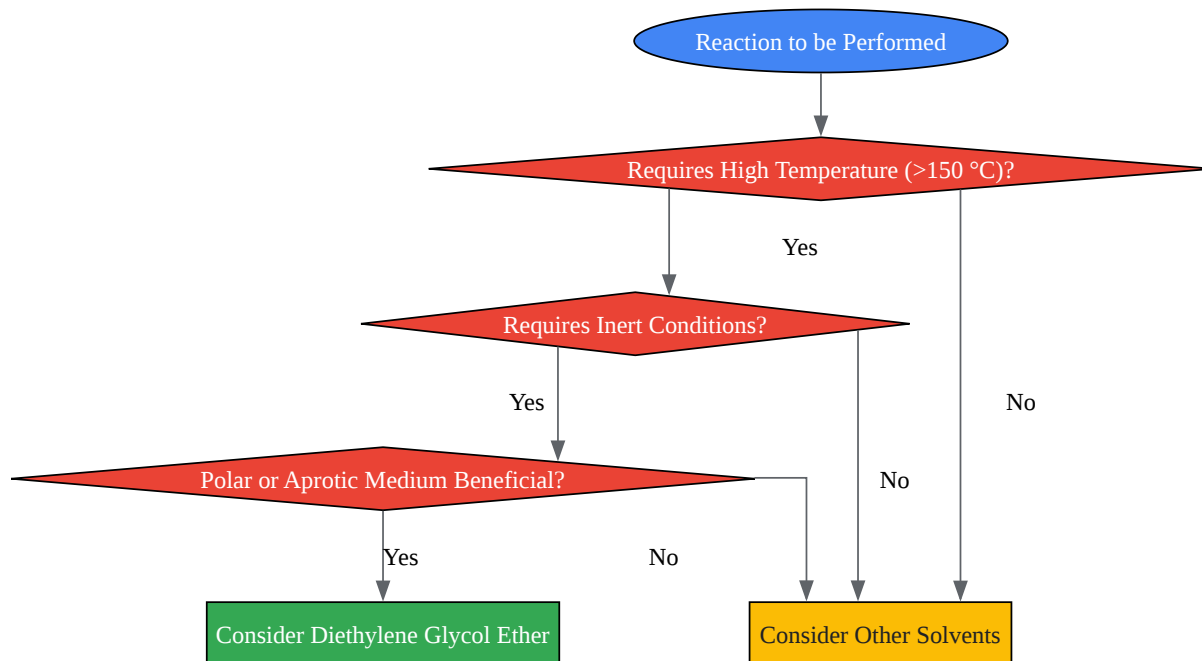 Reaction to be Performed
Requires High Temperature (>150 °C)?
Yes
Requires Inert Conditions?
Yes
No
Polar or Aprotic Medium Beneficial?
No
Yes
No
Consider Diethylene Glycol Ether
Consider Other Solvents